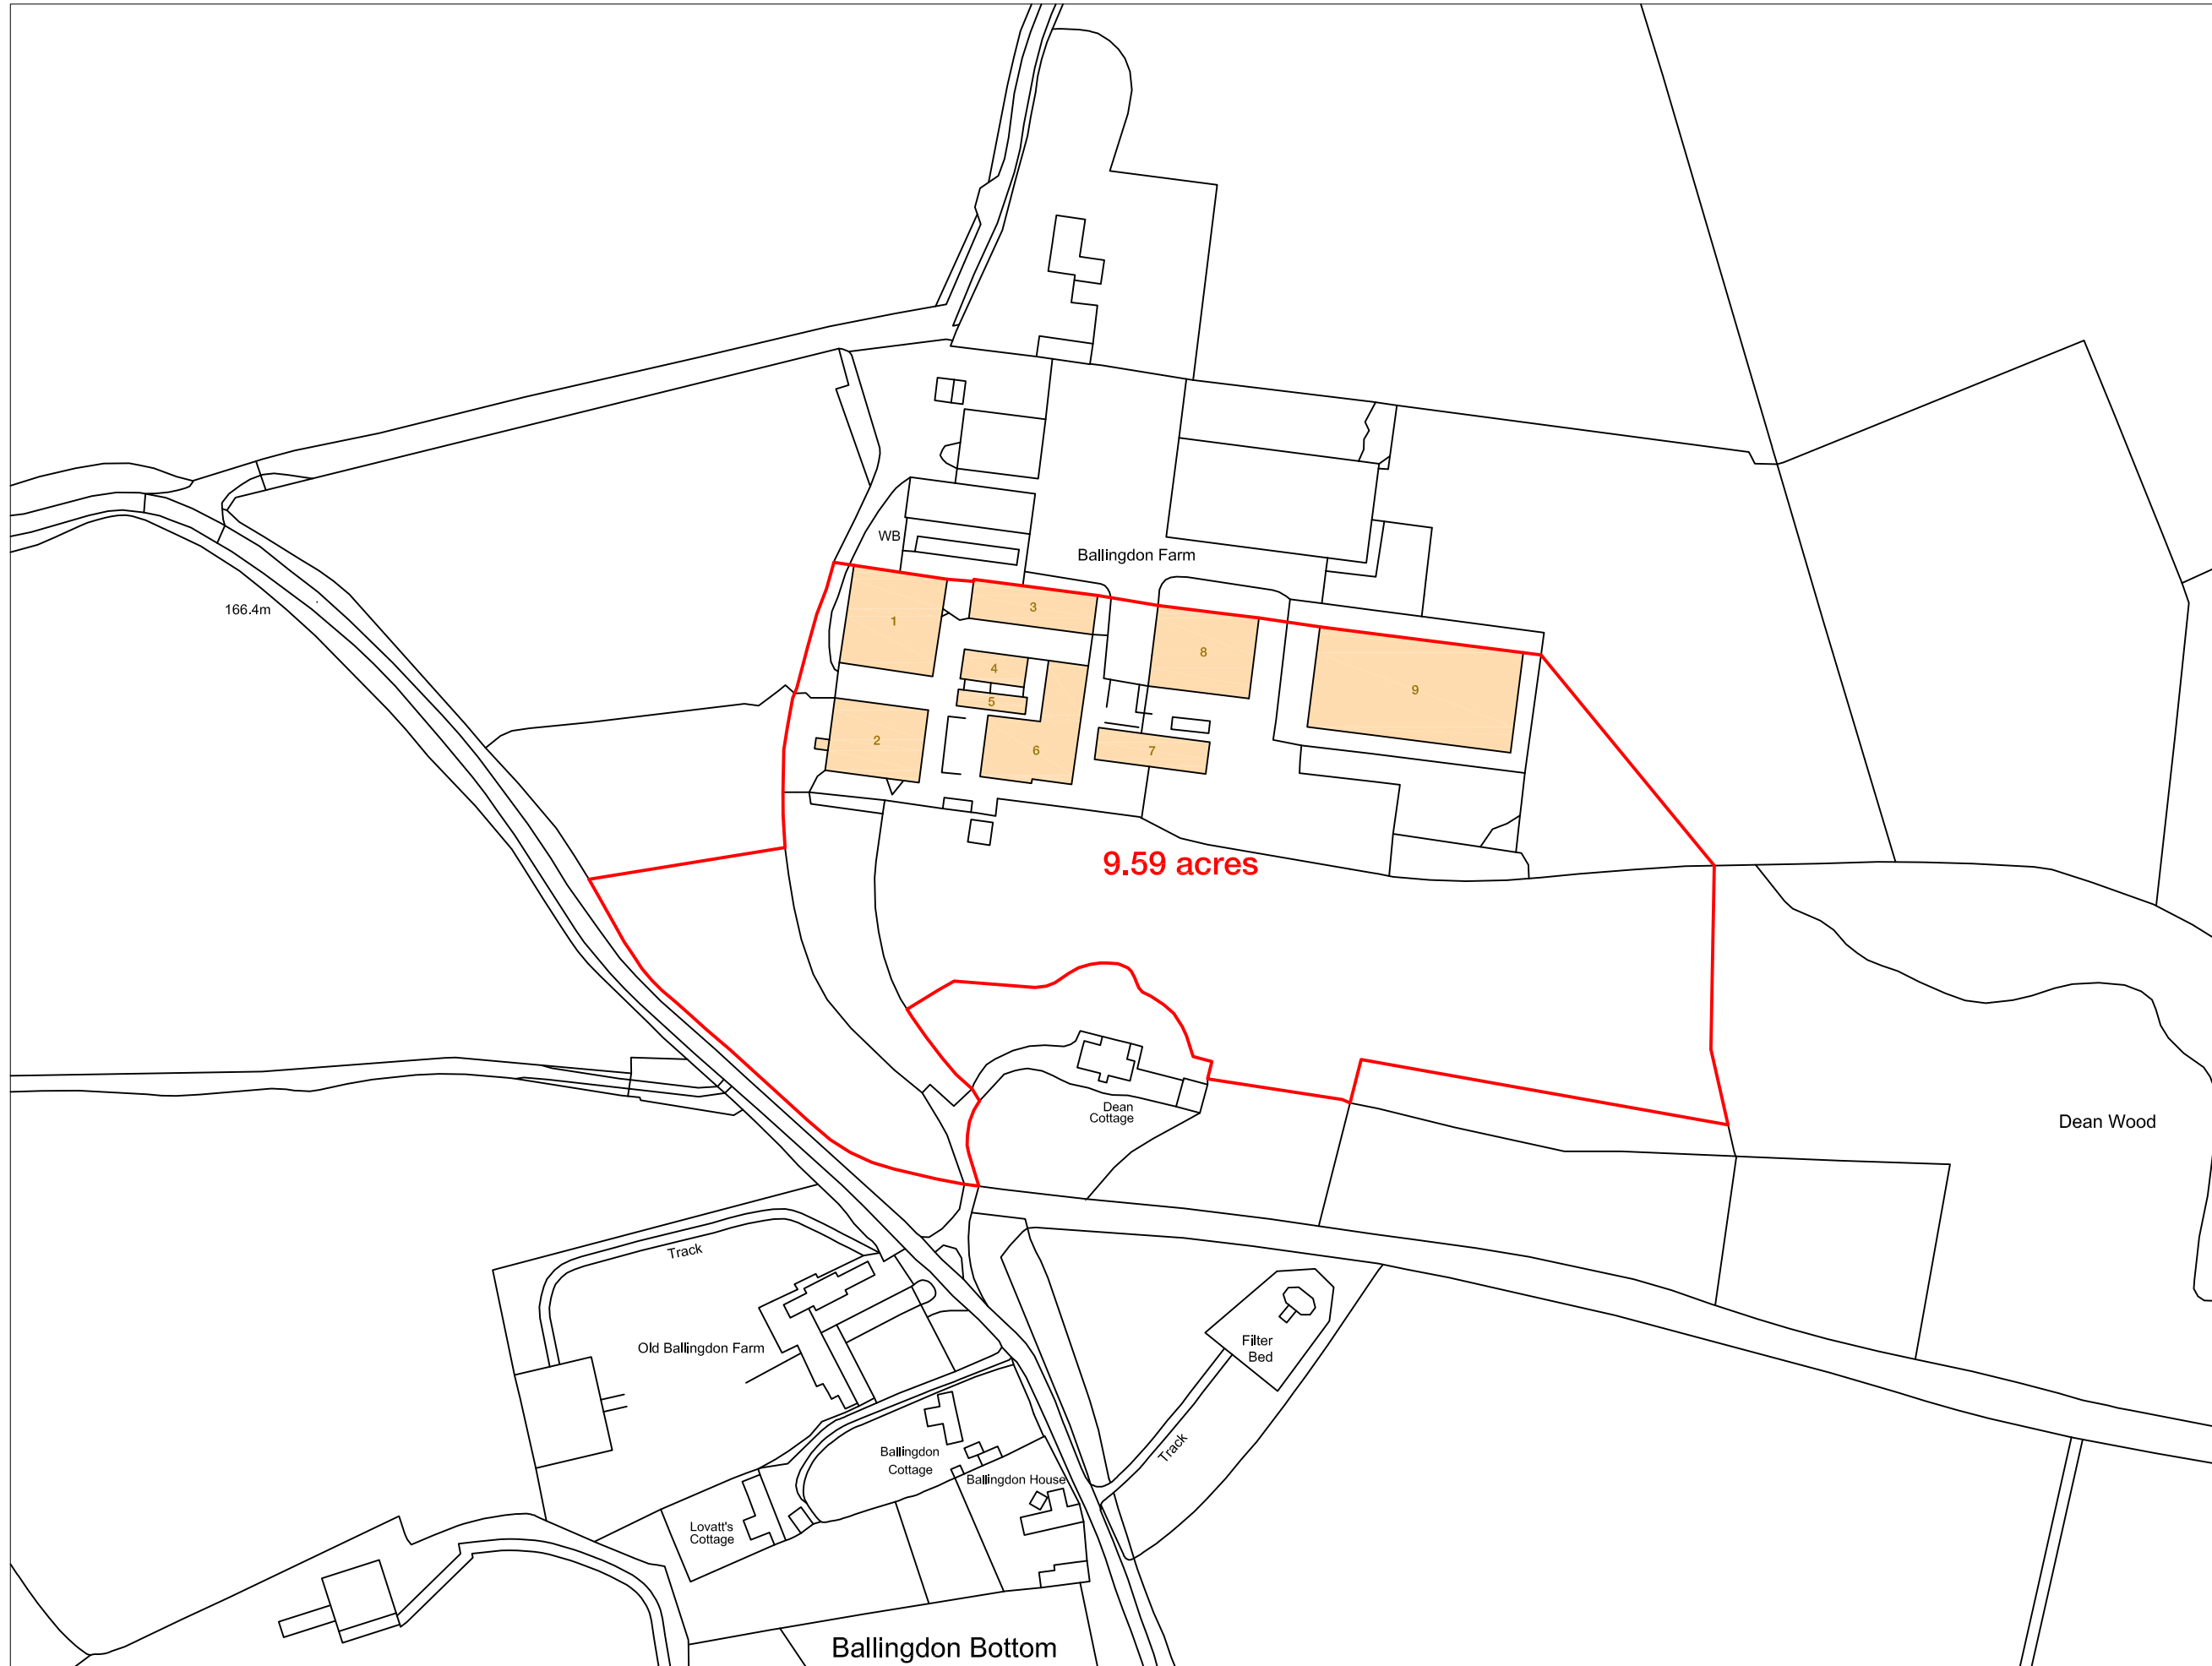 WB
Ballingdon Farm
166.4m
1
3
8
4
9
5
2
6
7
9.59 acres
Dean
Cottage
Dean Wood
Track
Old Ballingdon Farm
Filter
Bed
Track
Ballingdon
Cottage
Ballingdon House
Lovatt's
Cottage
Ballingdon Bottom